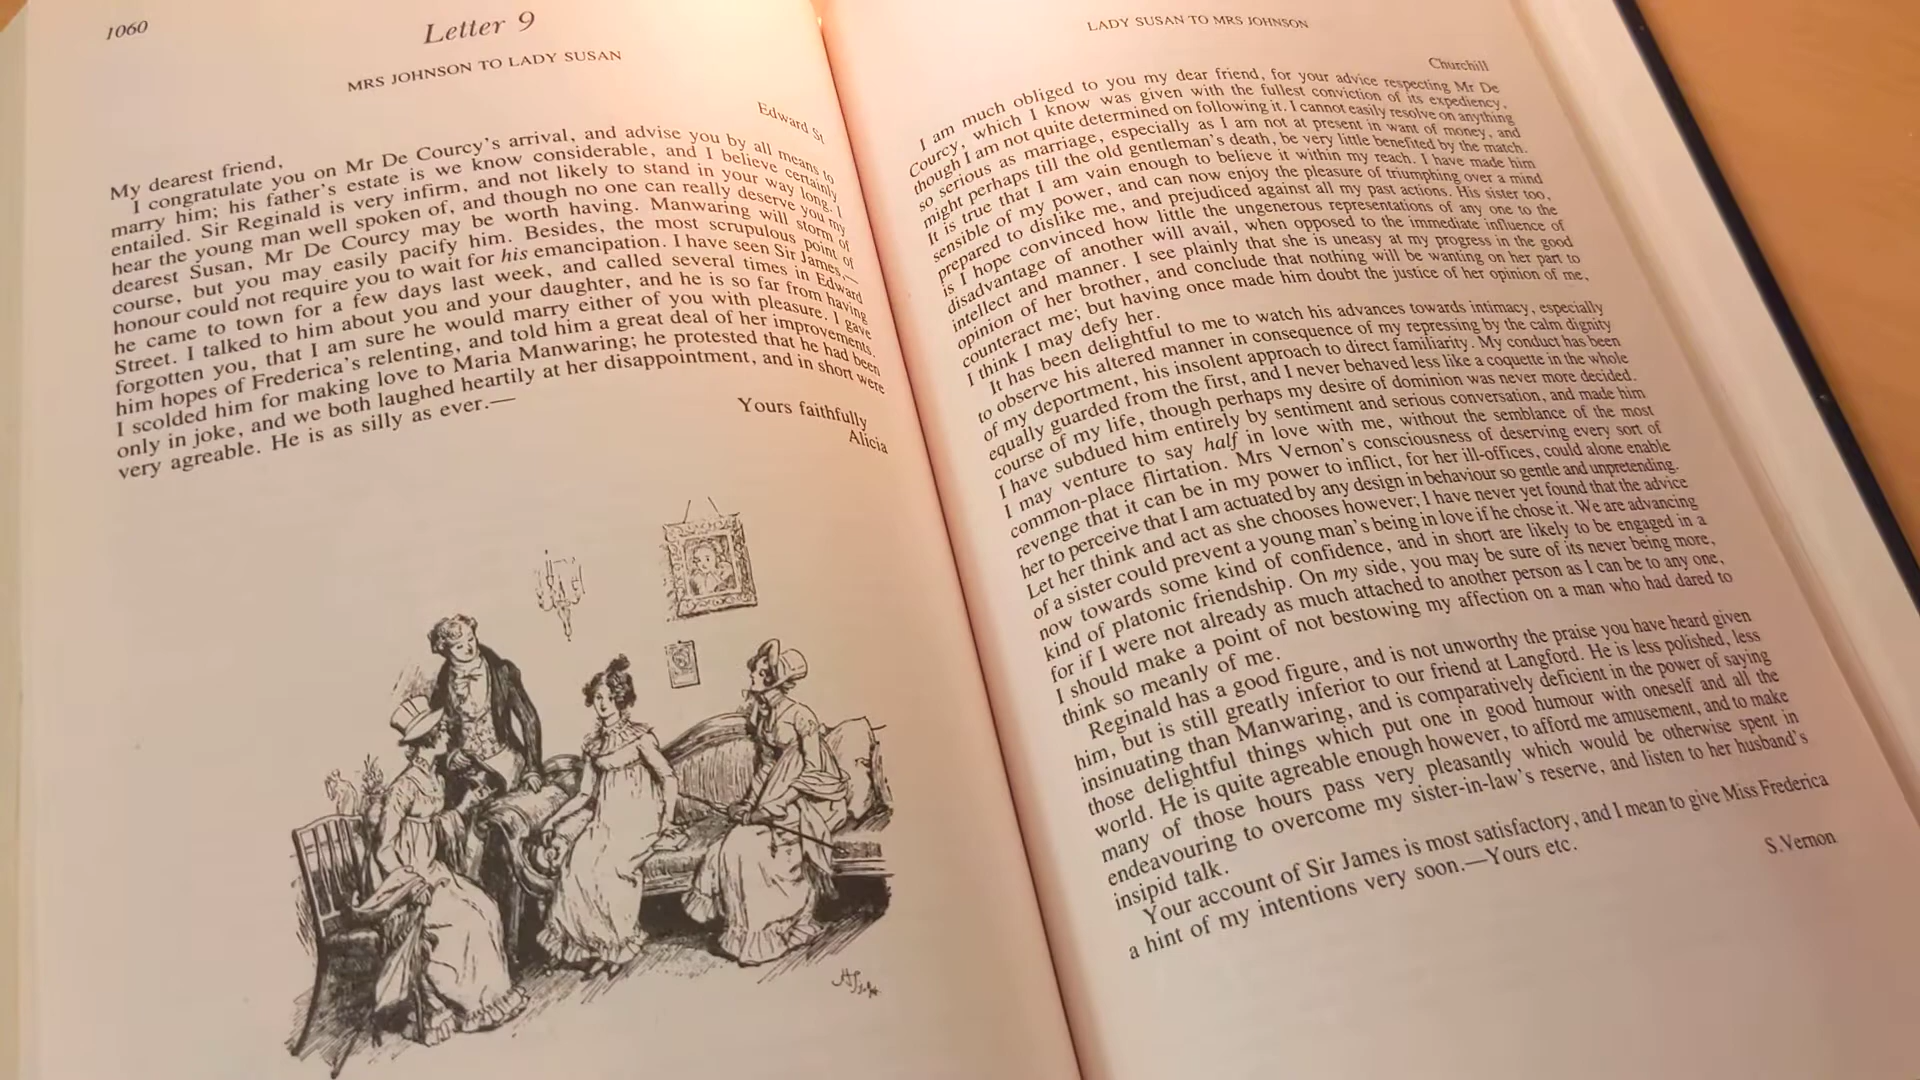 1060
Letter 9
MRS JOHNSON TO LADY SUSAN
Edward St
My dearest friend,
I congratulate you on Mr De Courcy's arrival, and advise you by all means to
marry him; his father's estate is we know considerable, and I believe certainly
entailed. Sir Reginald is very infirm, and not likely to stand in your way long. I
hear the young man well spoken of, and though no one can really deserve you my
dearest Susan, Mr De Courcy may be worth having. Manwaring will storm of
course, but you may easily pacify him. Besides, the most scrupulous point of
honour could not require you to wait for his emancipation. I have seen Sir James,—
he came to town for a few days last week, and called several times in Edward
Street. I talked to him about you and your daughter, and he is so far from having
forgotten you, that I am sure he would marry either of you with pleasure. I gave
him hopes of Frederica's relenting, and told him a great deal of her improvements.
I scolded him for making love to Maria Manwaring; he protested that he had been
only in joke, and we both laughed heartily at her disappointment, and in short were
very agreeable. He is as silly as ever.—
Yours faithfully
Alicia
LADY SUSAN TO MRS JOHNSON
Churchill
I am much obliged to you my dear friend, for your advice respecting Mr De
Courcy, which I know was given with the fullest conviction of its expediency,
though I am not quite determined on following it. I cannot easily resolve on anything
so serious as marriage, especially as I am not at present in want of money, and
might perhaps till the old gentleman's death, be very little benefited by the match.
It is true that I am vain enough to believe it within my reach. I have made him
sensible of my power, and can now enjoy the pleasure of triumphing over a mind
prepared to dislike me, and prejudiced against all my past actions. His sister too,
is I hope convinced how little the ungenerous representations of any one to the
disadvantage of another will avail, when opposed to the immediate influence of
intellect and manner. I see plainly that she is uneasy at my progress in the good
opinion of her brother, and conclude that nothing will be wanting on her part to
counteract me; but having once made him doubt the justice of her opinion of me,
I think I may defy her.
It has been delightful to me to watch his advances towards intimacy, especially
to observe his altered manner in consequence of my repressing by the calm dignity
of my deportment, his insolent approach to direct familiarity. My conduct has been
equally guarded from the first, and I never behaved less like a coquette in the whole
course of my life, though perhaps my desire of dominion was never more decided.
I have subdued him entirely by sentiment and serious conversation, and made him
I may venture to say half in love with me, without the semblance of the most
common-place flirtation. Mrs Vernon's consciousness of deserving every sort of
revenge that it can be in my power to inflict, for her ill-offices, could alone enable
her to perceive that I am actuated by any design in behaviour so gentle and unpretending.
Let her think and act as she chooses however; I have never yet found that the advice
of a sister could prevent a young man's being in love if he chose it. We are advancing
now towards some kind of confidence, and in short are likely to be engaged in a
kind of platonic friendship. On my side, you may be sure of its never being more,
for if I were not already as much attached to another person as I can be to any one,
I should make a point of not bestowing my affection on a man who had dared to
think so meanly of me.
Reginald has a good figure, and is not unworthy the praise you have heard given
him, but is still greatly inferior to our friend at Langford. He is less polished, less
insinuating than Manwaring, and is comparatively deficient in the power of saying
those delightful things which put one in good humour with oneself and all the
world. He is quite agreeable enough however, to afford me amusement, and to make
many of those hours pass very pleasantly which would be otherwise spent in
endeavouring to overcome my sister-in-law's reserve, and listen to her husband's
insipid talk.
Your account of Sir James is most satisfactory, and I mean to give Miss Frederica
a hint of my intentions very soon.—Yours etc.
S.Vernon